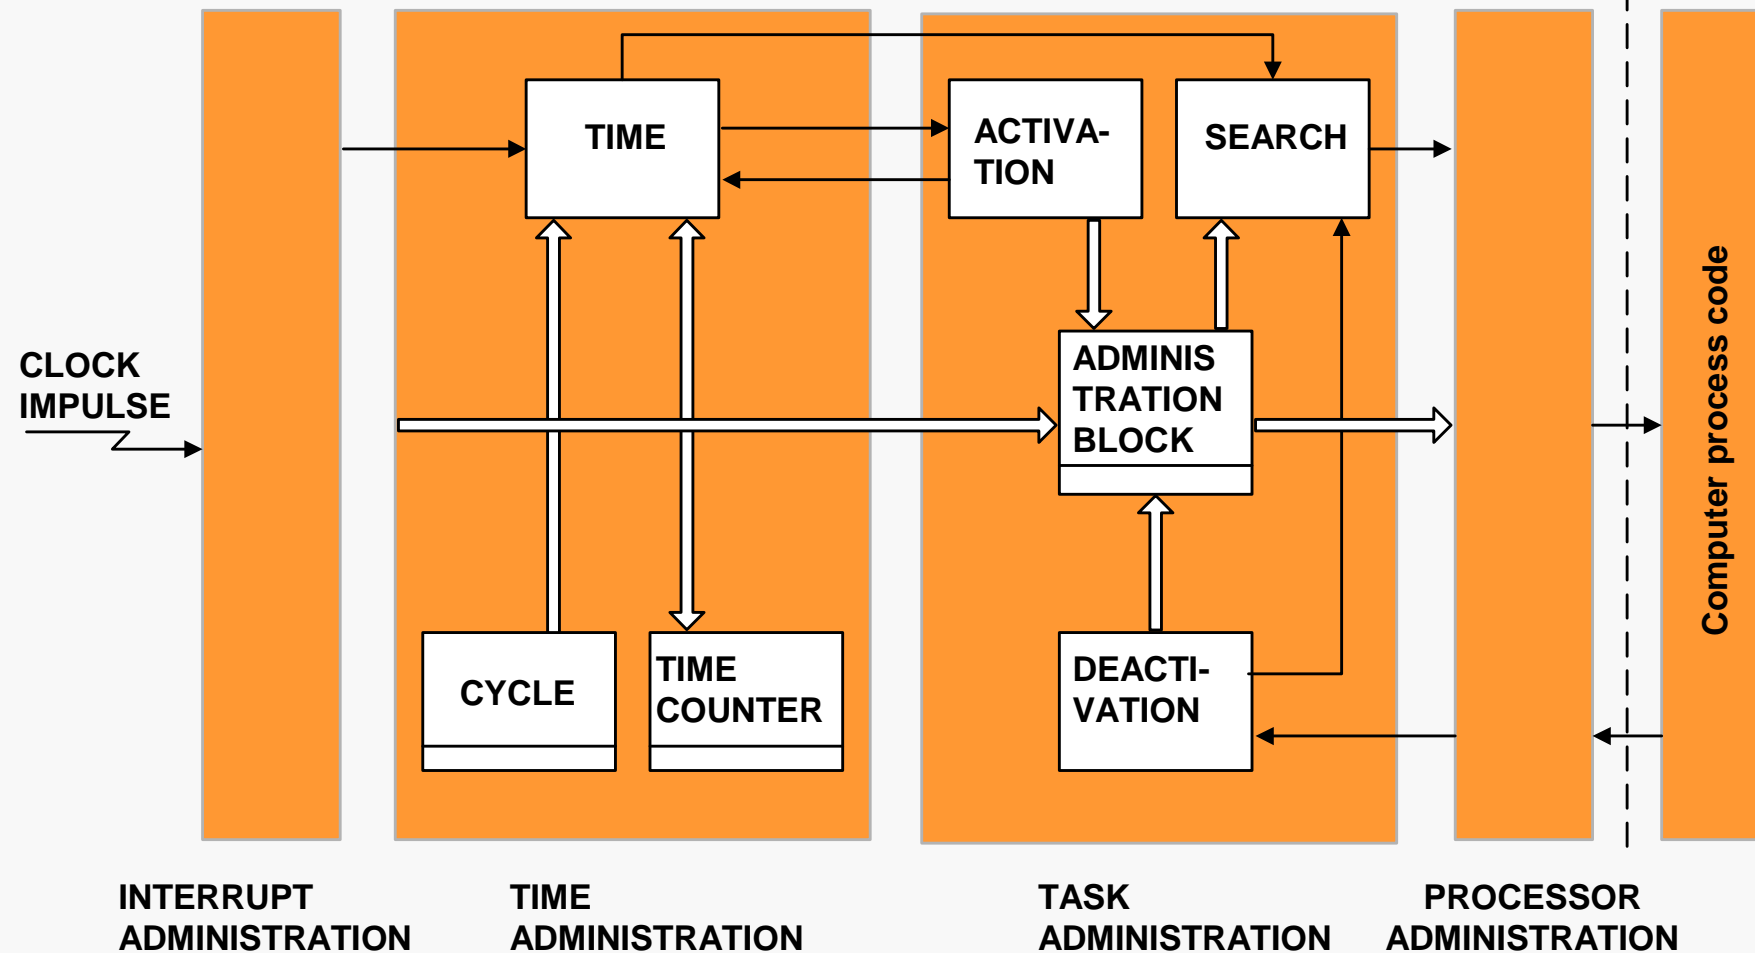 TIME
ACTIVA-
TION
SEARCH
CLOCK
IMPULSE
ADMINIS
TRATION
BLOCK
CYCLE
TIME
COUNTER
DEACTI-
VATION
Computer process code
INTERRUPT
ADMINISTRATION
TIME
ADMINISTRATION
TASK
ADMINISTRATION
PROCESSOR
ADMINISTRATION